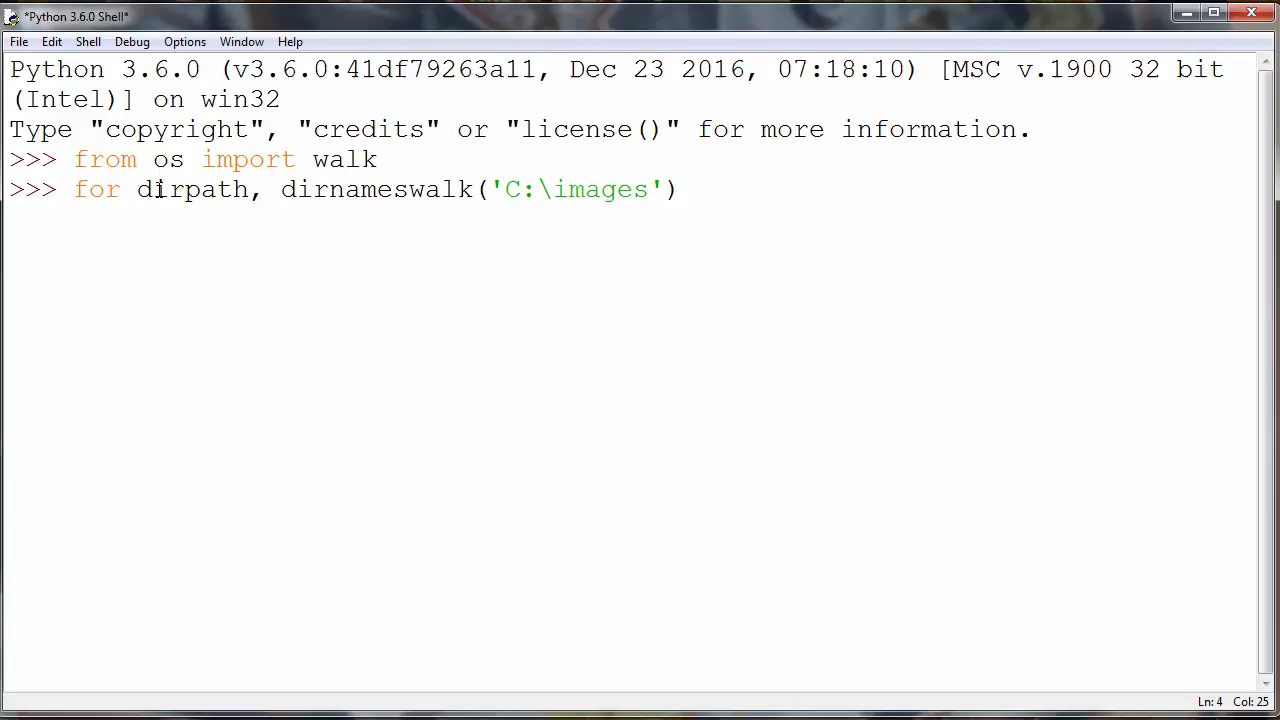 *Python 3.6.0 Shell*
File Edit Shell Debug Options Window Help
Python 3.6.0 (v3.6.0:41df79263a11, Dec 23 2016, 07:18:10) [MSC v.1900 32 bit
(Intel)] on win32
Type "copyright", "credits" or "license()" for more information.
>>> from os import walk
>>> for dirpath, dirnameswalk('C:\images')
Ln: 4 Col: 25